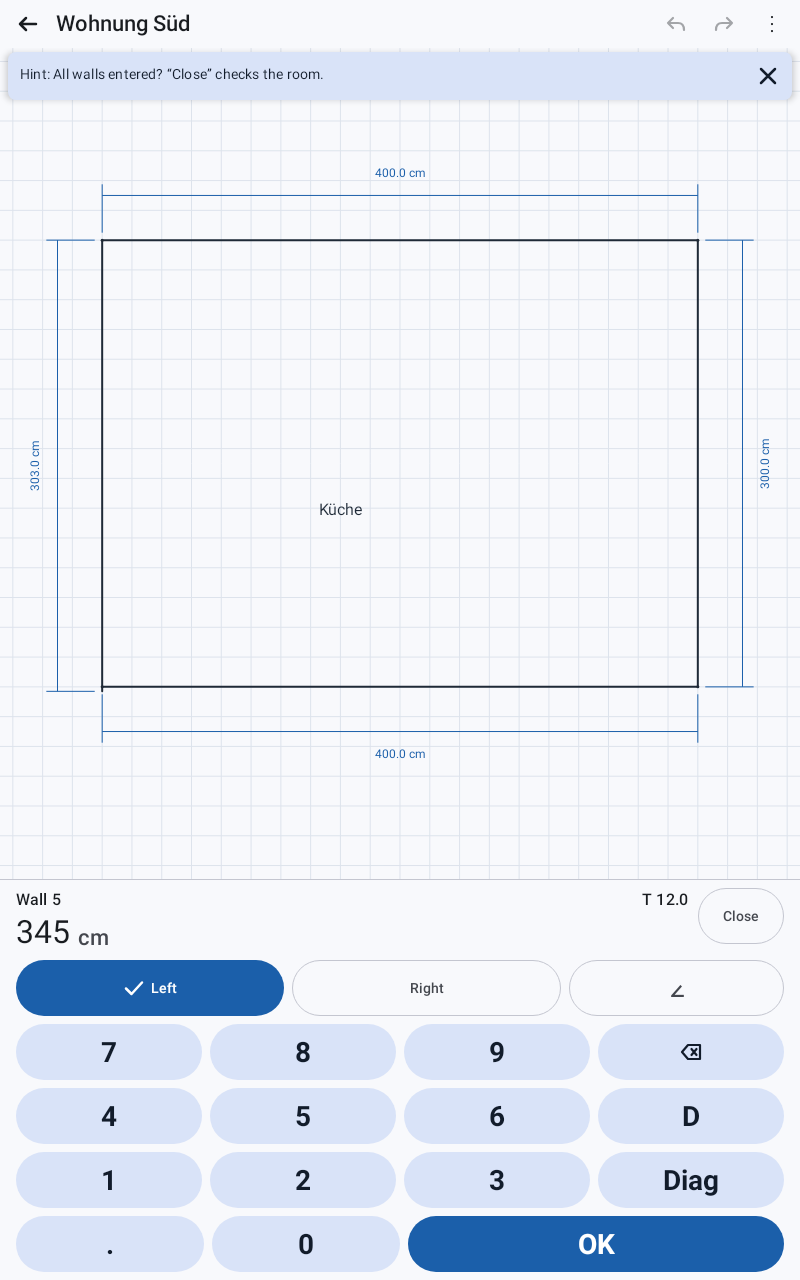 Wohnung Süd
Hint: All walls entered? “Close” checks the room.
400.0 cm
303.0 cm
300.0 cm
Küche
400.0 cm
Wall 5
T 12.0
345 cm
Close
Left
Right
7
8
9
4
5
6
D
1
2
3
Diag
.
0
OK